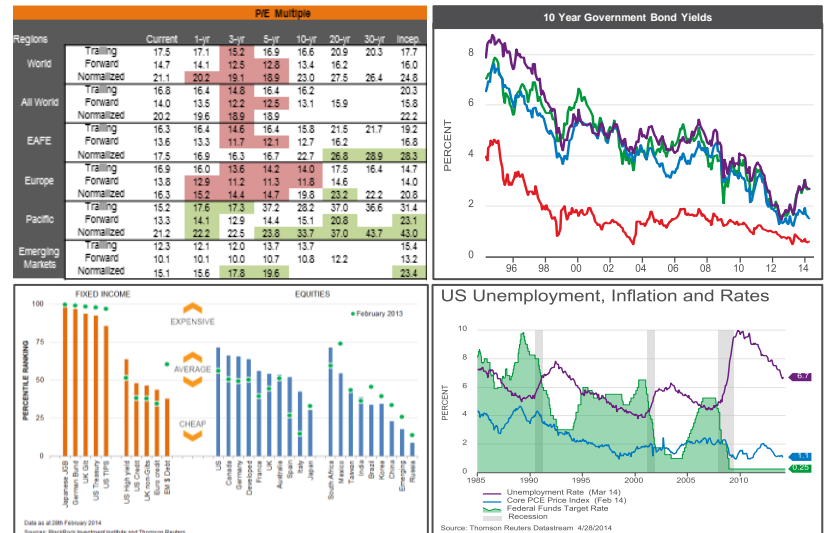 P/E Multiple
Regions Current 1-yr 3-yr 5-yr 10-yr 20-yr 30-yr Incep.
World
Trailing 17.5 17.1 15.2 16.9 16.6 20.9 20.3 17.7
Forward 14.7 14.1 12.5 12.8 13.4 16.2 16.0
Normalized 21.1 20.2 19.1 18.9 23.0 27.5 26.4 24.8
All World
Trailing 16.8 16.4 14.8 16.4 16.2 20.3
Forward 14.0 13.5 12.2 12.5 13.1 15.9 15.8
Normalized 20.2 19.6 18.9 18.9 22.2
EAFE
Trailing 16.3 16.4 14.6 16.4 15.8 21.5 21.7 19.2
Forward 13.6 13.3 11.7 12.1 12.7 16.2 16.8
Normalized 17.5 16.9 16.3 16.7 22.7 26.8 28.9 28.3
Europe
Trailing 16.9 16.0 13.6 14.2 14.0 17.5 16.4 14.7
Forward 13.8 12.9 11.2 11.3 11.8 14.6 14.0
Normalized 16.3 15.2 14.4 14.7 19.8 23.2 22.2 20.8
Pacific
Trailing 15.2 17.6 17.3 37.2 28.2 37.0 36.6 31.4
Forward 13.3 14.1 12.9 14.4 15.1 20.8 23.1
Normalized 21.2 22.2 22.5 23.8 33.7 37.0 43.7 43.0
Emerging
Markets
Trailing 12.3 12.1 12.0 13.7 13.7 15.4
Forward 10.1 10.1 10.0 10.7 10.8 12.2 13.2
Normalized 15.1 15.6 17.8 19.6 23.4
10 Year Government Bond Yields
PERCENT
8
6
4
2
0
96 98 00 02 04 06 08 10 12 14
FIXED INCOME
EQUITIES
EXPENSIVE
AVERAGE
CHEAP
February 2013
PERCENTILE RANKING
100
75
50
25
0
Japanese JGB
German Bund
UK Gilt
US Treasury
US TIPS
US High yield
US Credit
UK non-Gilts
Euro credit
EM $ Debt
US
Canada
Germany
Developed
France
UK
Australia
Spain
Italy
Japan
South Africa
Mexico
Taiwan
India
Brazil
Korea
China
Emerging
Russia
Data as at 28th February 2014
Sources: BlackRock Investment Institute and Thomson Reuters
US Unemployment, Inflation and Rates
PERCENT
10
8
6
4
2
0
1985 1990 1995 2000 2005 2010
6.7
1.1
0.25
Unemployment Rate (Mar 14)
Core PCE Price Index (Feb 14)
Federal Funds Target Rate
Recession
Source: Thomson Reuters Datastream 4/28/2014